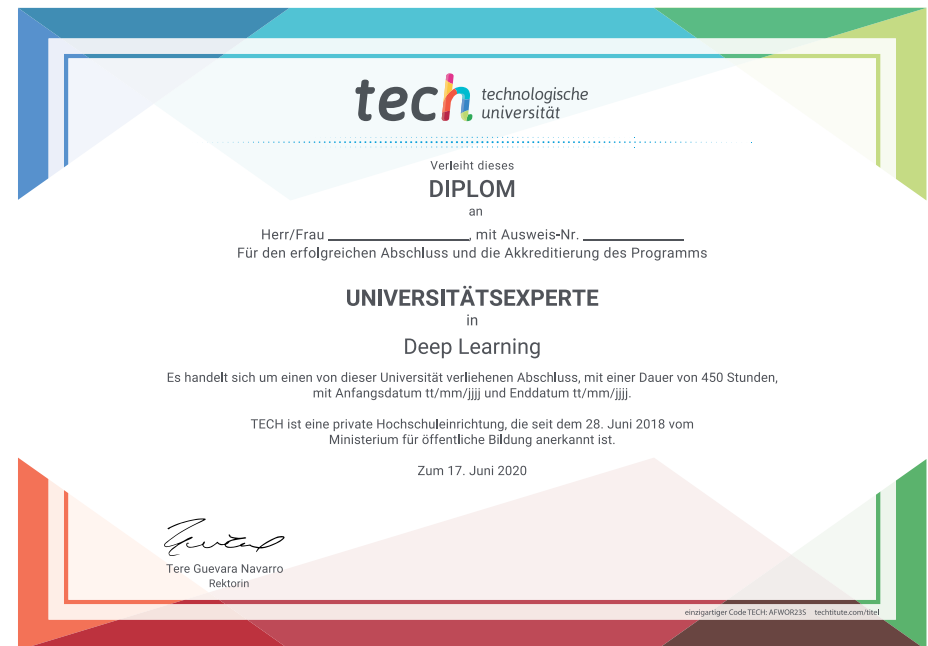 tech technologische
universität
Verleiht dieses
DIPLOM
an
Herr/Frau ____________________, mit Ausweis-Nr. ______________
Für den erfolgreichen Abschluss und die Akkreditierung des Programms
UNIVERSITÄTSEXPERTE
in
Deep Learning
Es handelt sich um einen von dieser Universität verliehenen Abschluss, mit einer Dauer von 450 Stunden,
mit Anfangsdatum tt/mm/jjjj und Enddatum tt/mm/jjjj.
TECH ist eine private Hochschuleinrichtung, die seit dem 28. Juni 2018 vom
Ministerium für öffentliche Bildung anerkannt ist.
Zum 17. Juni 2020
Tere Guevara Navarro
Rektorin
einzigartiger Code TECH: AFWOR23S techtitute.com/titel